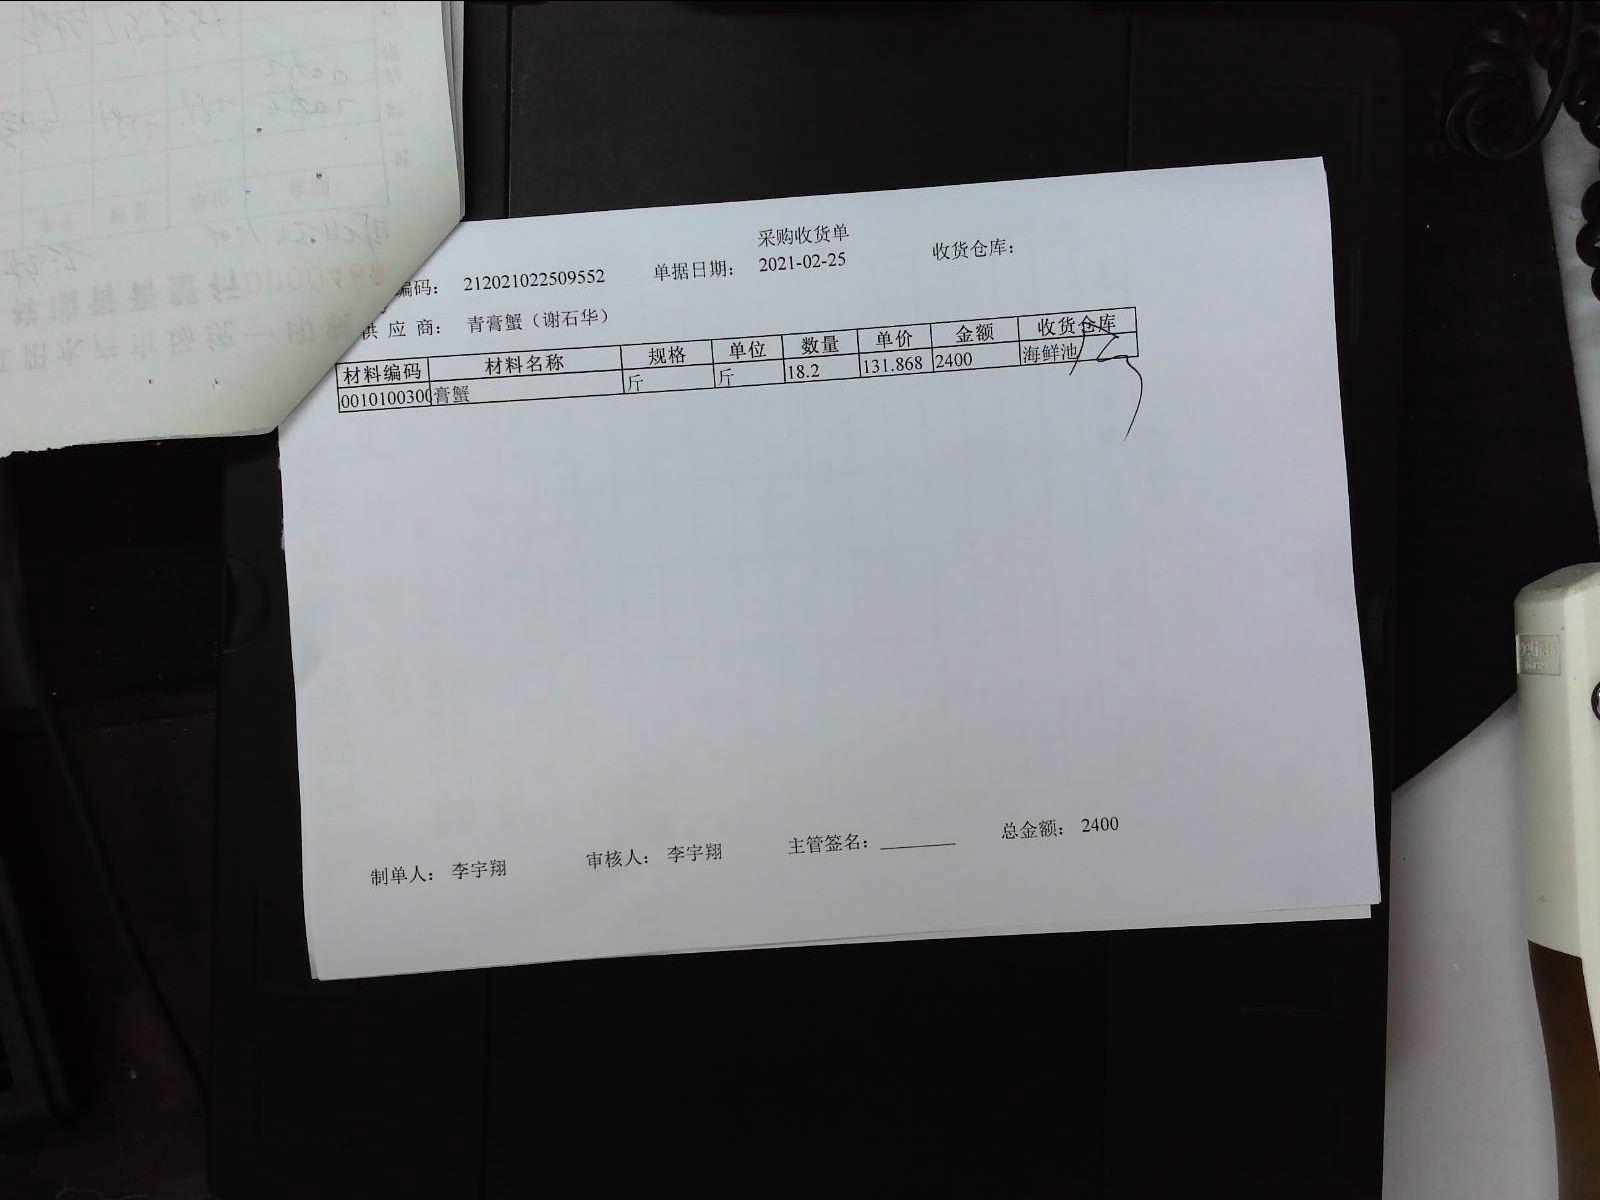 采购收货单
编码： 212021022509552 单据日期： 2021-02-25 收货仓库：
供 应 商： 青膏蟹（谢石华）
材料编码 材料名称 规格 单位 数量 单价 金额 收货仓库
0010100300 膏蟹 斤 斤 18.2 131.868 2400 海鲜池
制单人： 李宇翔 审核人： 李宇翔 主管签名： 总金额： 2400